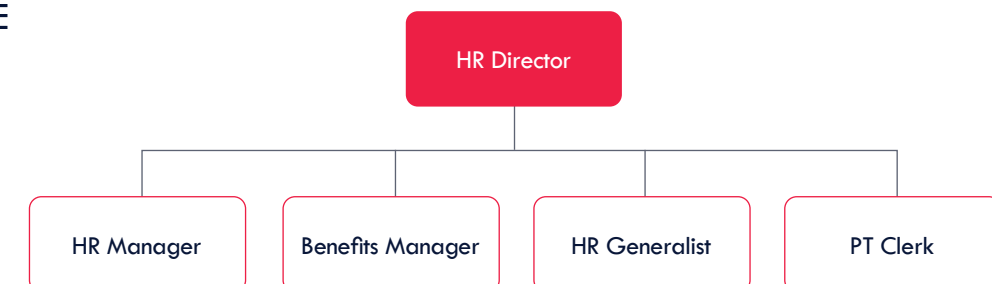 HR Director
HR Manager
Benefits Manager
HR Generalist
PT Clerk